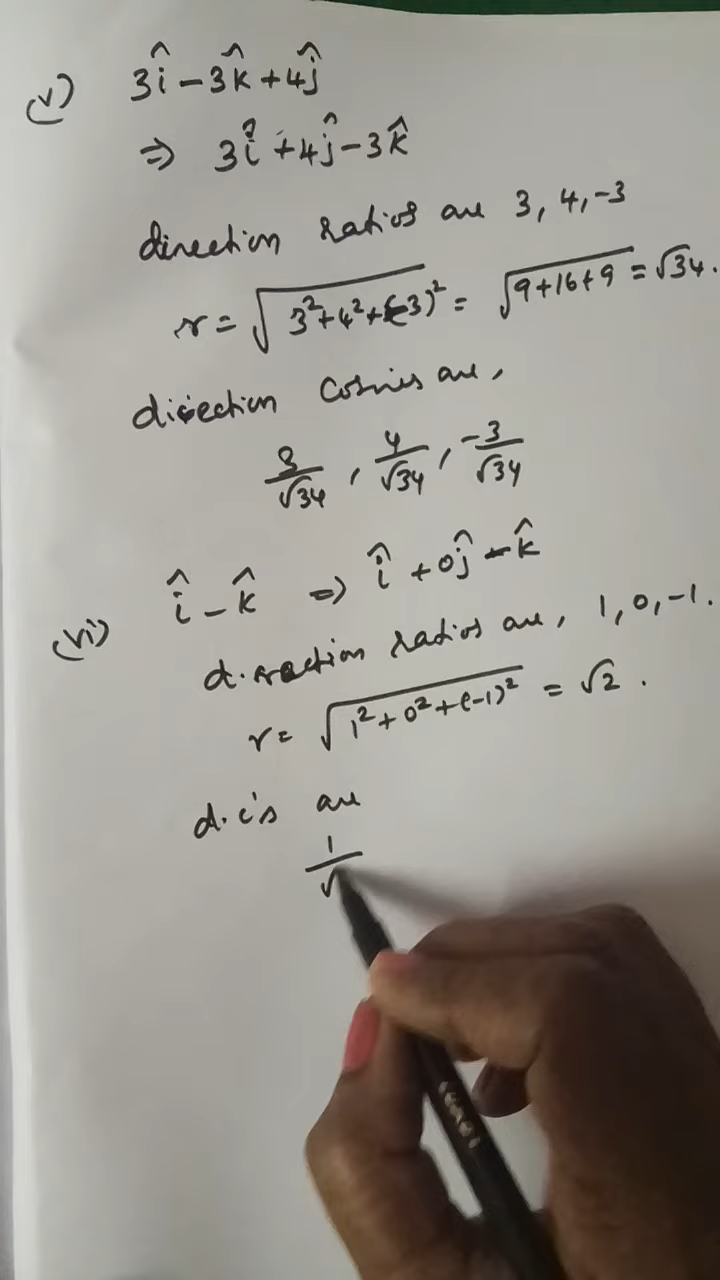 (v) 3î - 3k̂ + 4ĵ
⇒ 3î + 4ĵ - 3k̂
direction ratios are 3, 4, -3
r = √(3² + 4² + (-3)²) = √(9+16+9) = √34.
direction cosines are,
3/√34 , 4/√34 , -3/√34
(vi) î - k̂ ⇒ î + 0ĵ - k̂
direction ratios are, 1, 0, -1.
r = √(1² + 0² + (-1)²) = √2 .
d.c's are
1/√